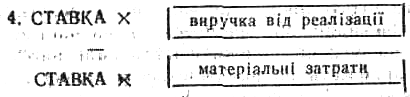 4. СТАВКА × виручка від реалізації
СТАВКА × матеріальні затрати